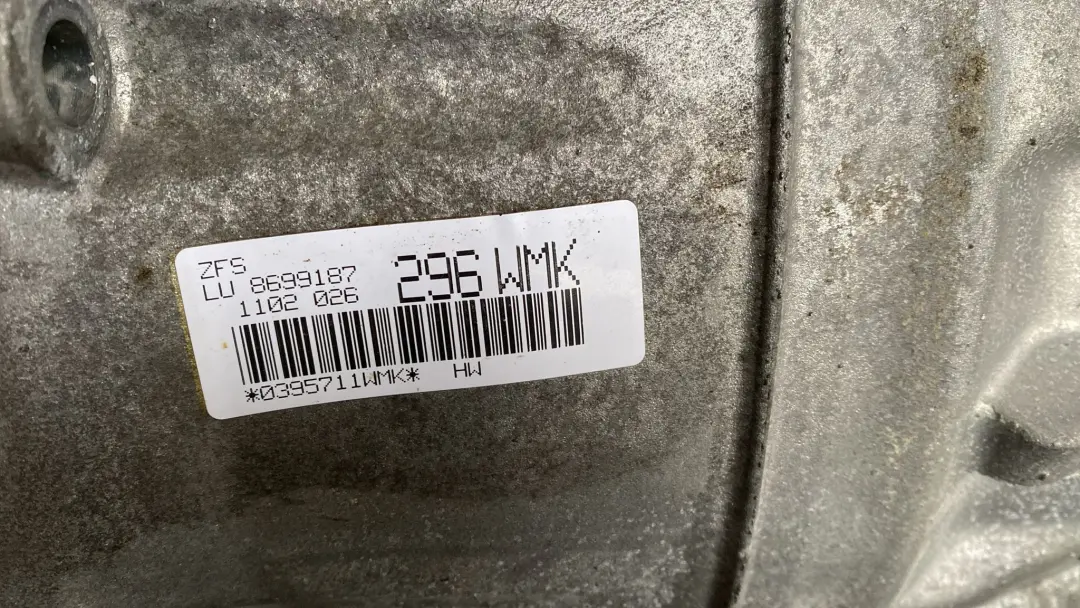 ZFS
LU 8699187 296 WMK
1102 026
*0395711WMK* HW